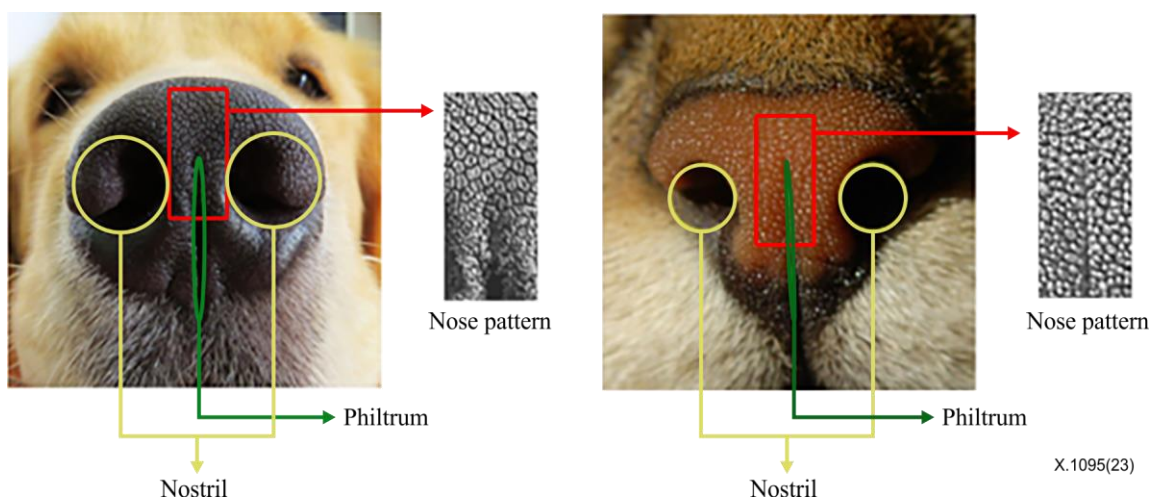 Nose pattern
Nose pattern
Philtrum
Philtrum
X.1095(23)
Nostril
Nostril